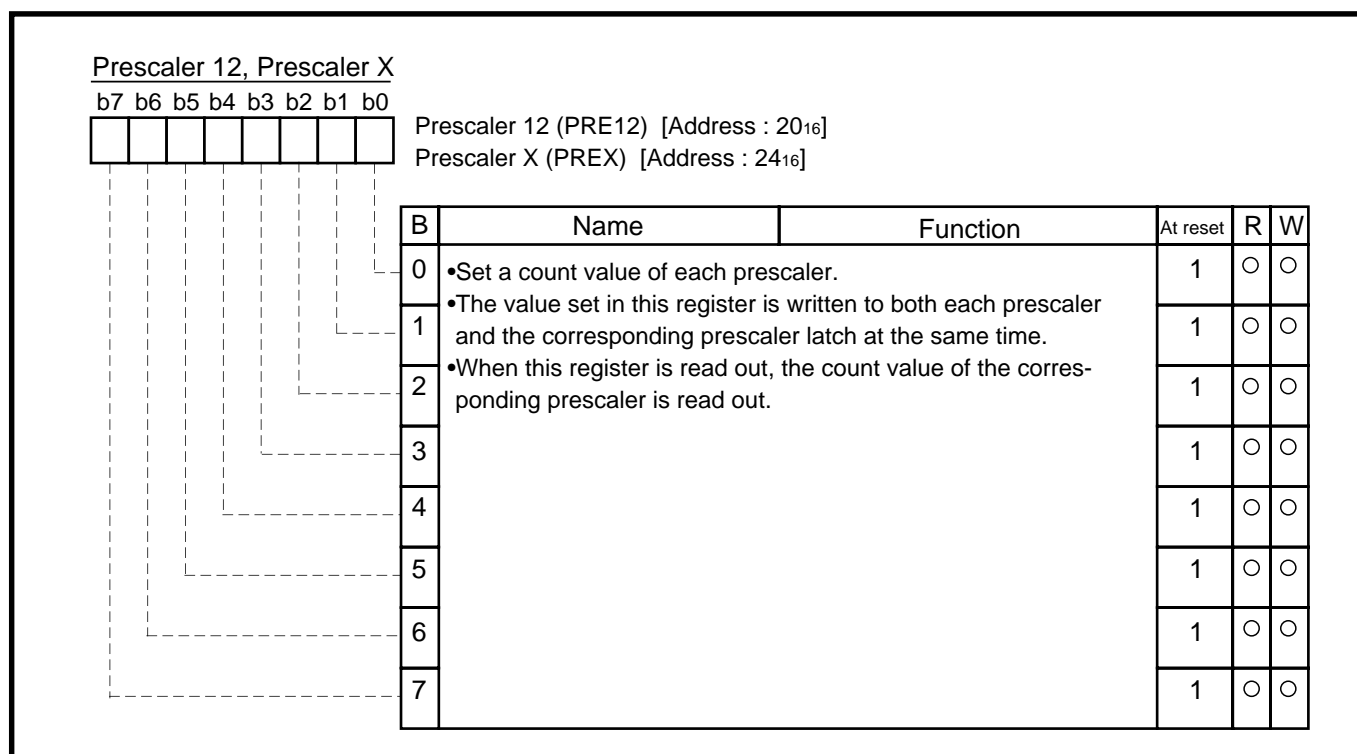 Prescaler 12, Prescaler X
b7 b6 b5 b4 b3 b2 b1 b0
Prescaler 12 (PRE12) [Address : 20₁₆]
Prescaler X (PREX) [Address : 24₁₆]
B Name Function At reset R W
0 •Set a count value of each prescaler. 1 ○ ○
•The value set in this register is written to both each prescaler
1 and the corresponding prescaler latch at the same time. 1 ○ ○
•When this register is read out, the count value of the corres-
2 ponding prescaler is read out. 1 ○ ○
3 1 ○ ○
4 1 ○ ○
5 1 ○ ○
6 1 ○ ○
7 1 ○ ○